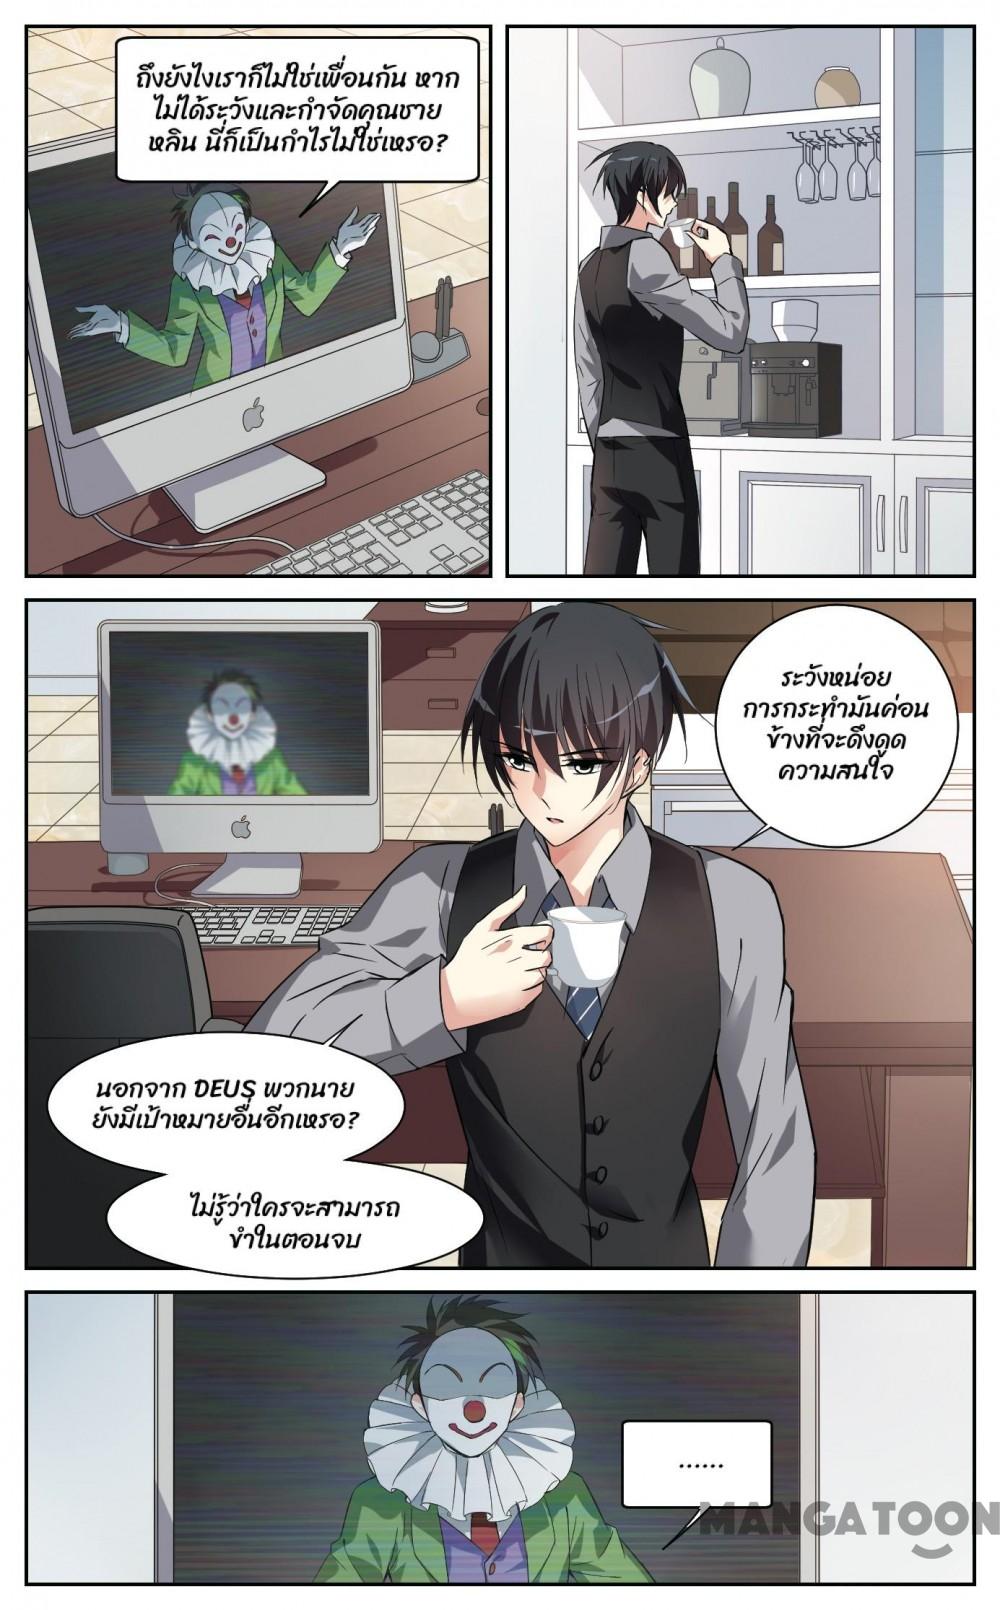 ถึงยังไงเราก็ไม่ใช่เพื่อนกัน หาก
ไม่ได้ระวังและกำจัดคุณชาย
หลิน นี่ก็เป็นกำไรไม่ใช่เหรอ?
ระวังหน่อย
การกระทำมันค่อน
ข้างที่จะดึงดูด
ความสนใจ
นอกจาก DEUS พวกนาย
ยังมีเป้าหมายอื่นอีกเหรอ?
ไม่รู้ว่าใครจะสามารถ
ขำในตอนจบ
......
MANGATOON